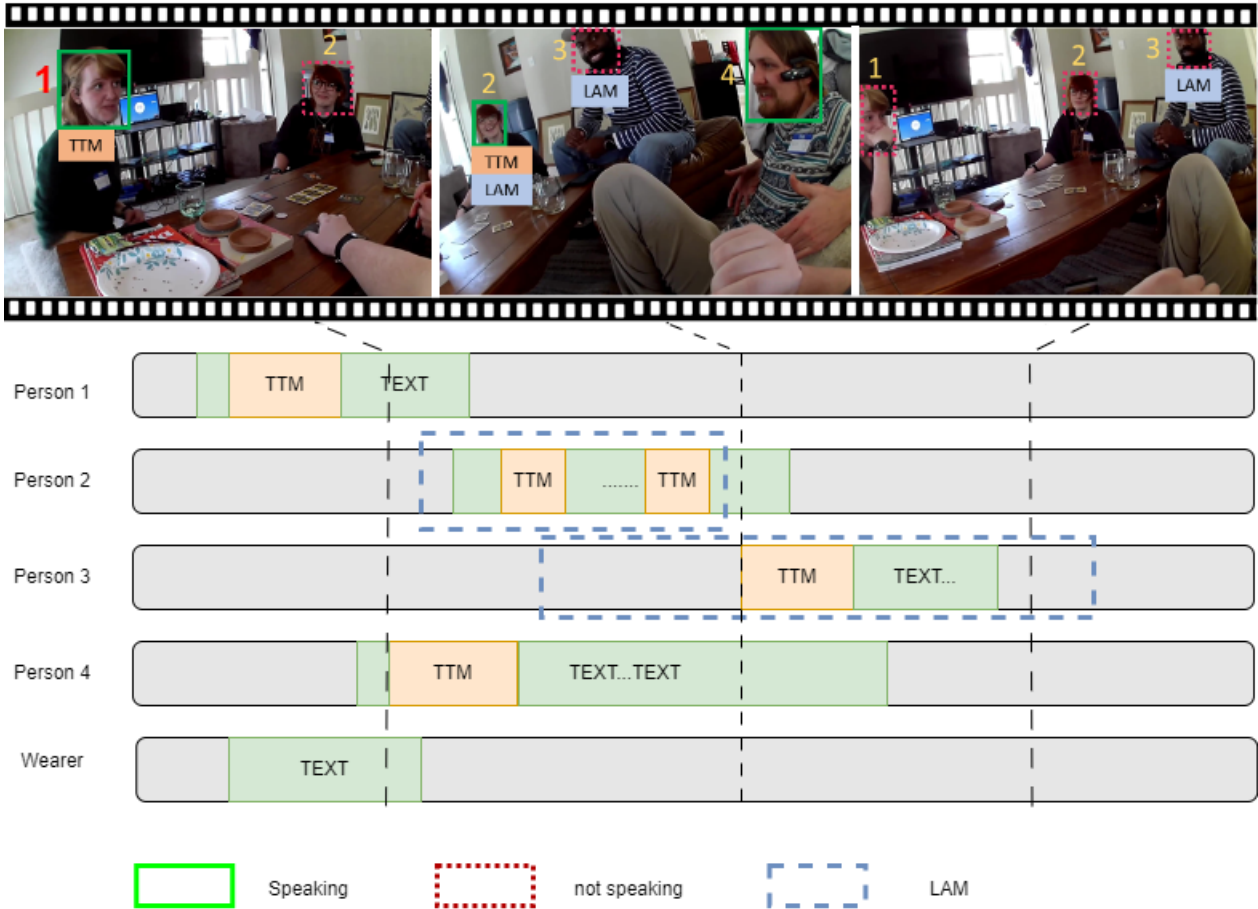 1
2
TTM
2
3
4
LAM
TTM
LAM
1
2
3
LAM
Person 1
TTM
TEXT
Person 2
TTM
.......
TTM
Person 3
TTM
TEXT...
Person 4
TTM
TEXT...TEXT
Wearer
TEXT
Speaking
not speaking
LAM